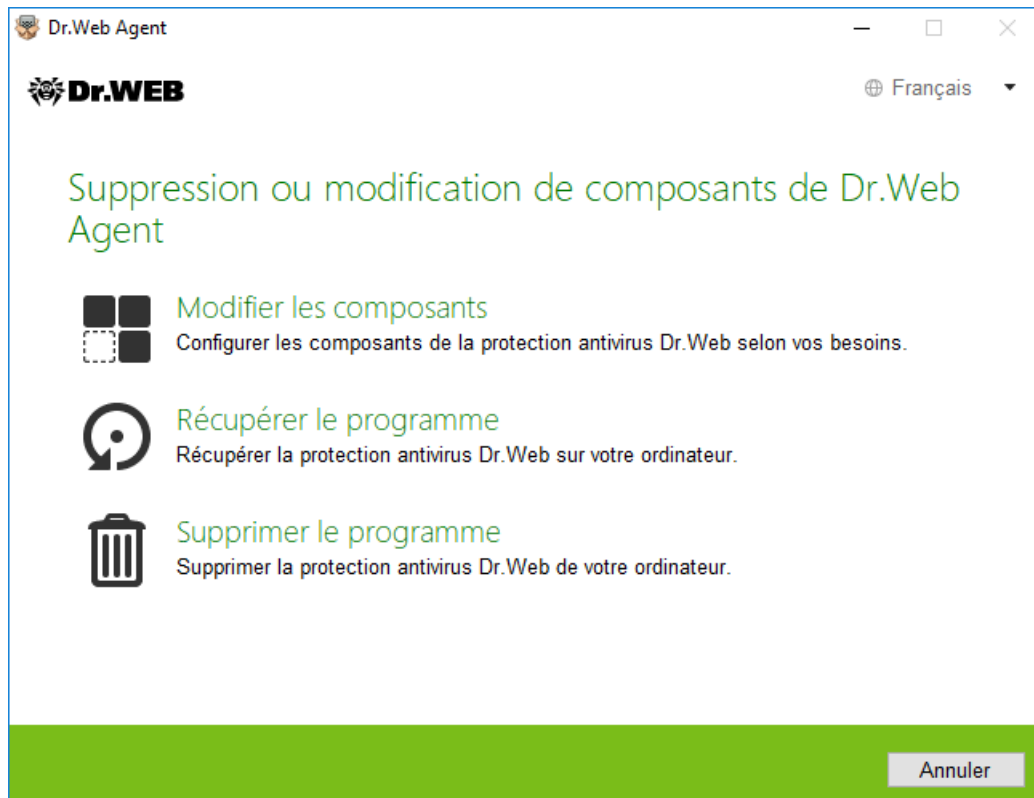 Dr.Web Agent
Dr.WEB
Français
Suppression ou modification de composants de Dr.Web
Agent
Modifier les composants
Configurer les composants de la protection antivirus Dr.Web selon vos besoins.
Récupérer le programme
Récupérer la protection antivirus Dr.Web sur votre ordinateur.
Supprimer le programme
Supprimer la protection antivirus Dr.Web de votre ordinateur.
Annuler